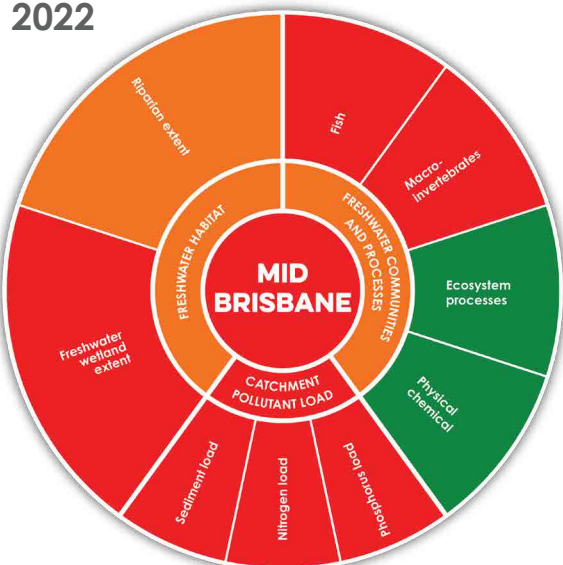 2022
Riparian extent
Fish
Macro-
invertebrates
FRESHWATER HABITAT
FRESHWATER COMMUNITIES
AND PROCESSES
MID
BRISBANE
Ecosystem
processes
Freshwater
wetland
extent
Physical
chemical
CATCHMENT
POLLUTANT LOAD
Sediment load
Nitrogen load
Phosphorus load